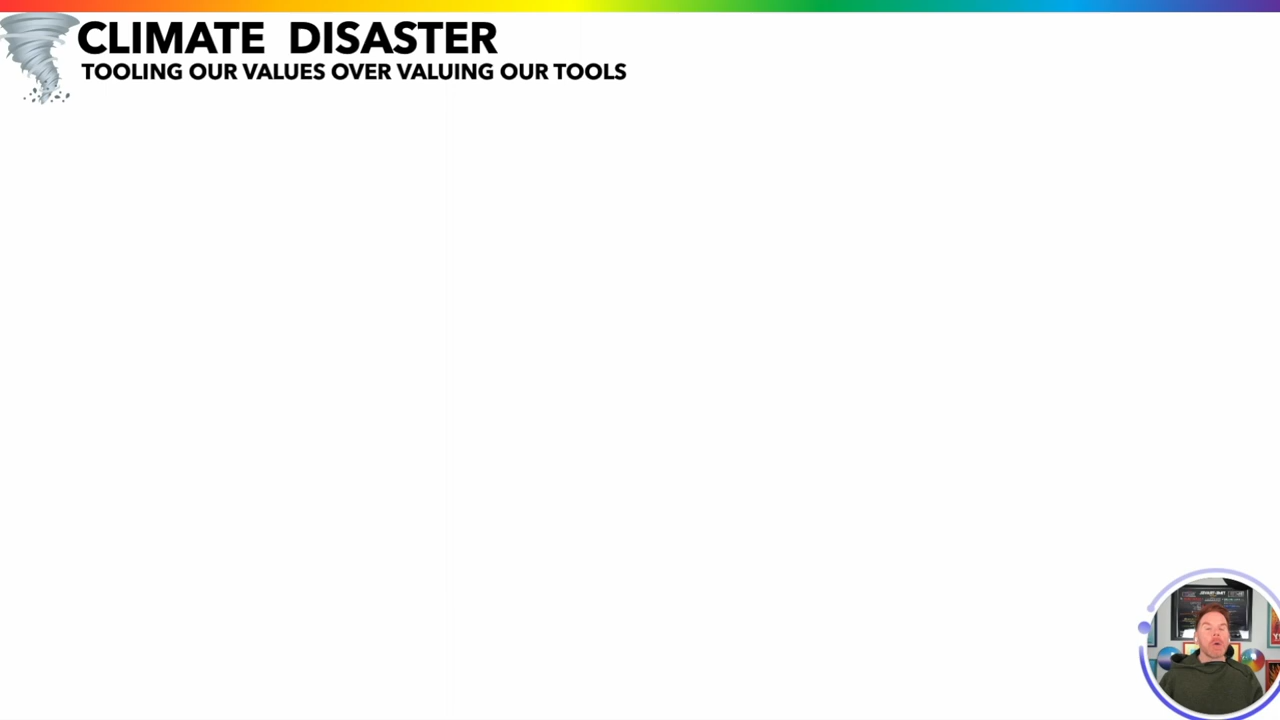 CLIMATE DISASTER
TOOLING OUR VALUES OVER VALUING OUR TOOLS